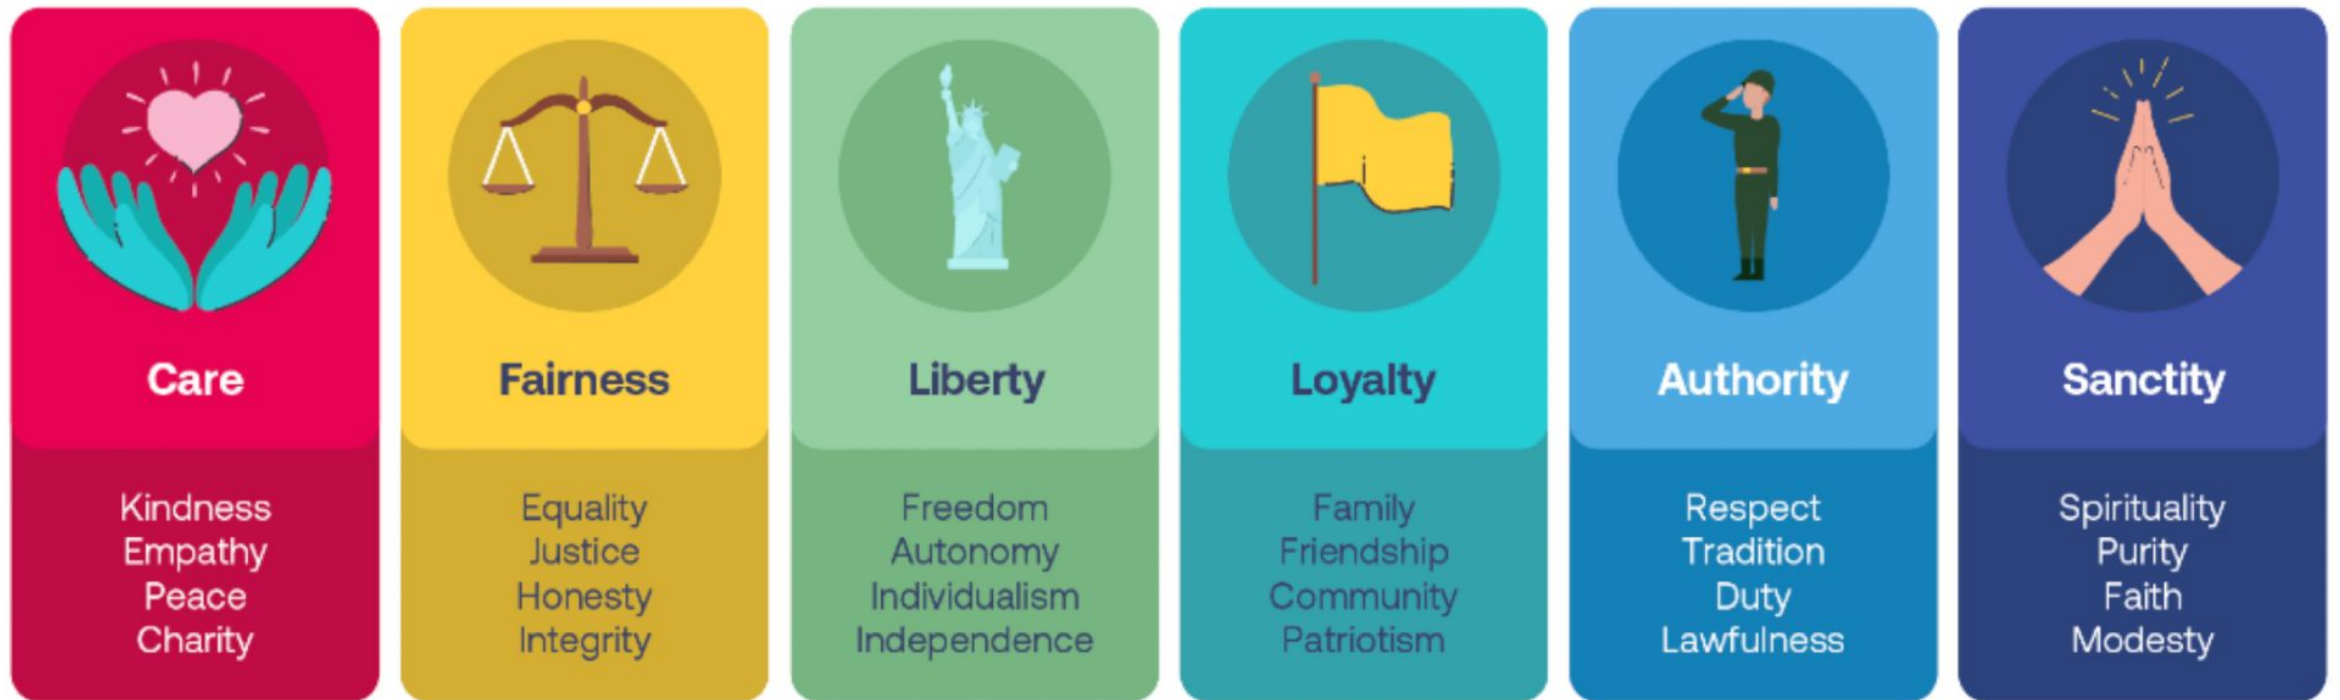 Care
Kindness
Empathy
Peace
Charity
Fairness
Equality
Justice
Honesty
Integrity
Liberty
Freedom
Autonomy
Individualism
Independence
Loyalty
Family
Friendship
Community
Patriotism
Authority
Respect
Tradition
Duty
Lawfulness
Sanctity
Spirituality
Purity
Faith
Modesty